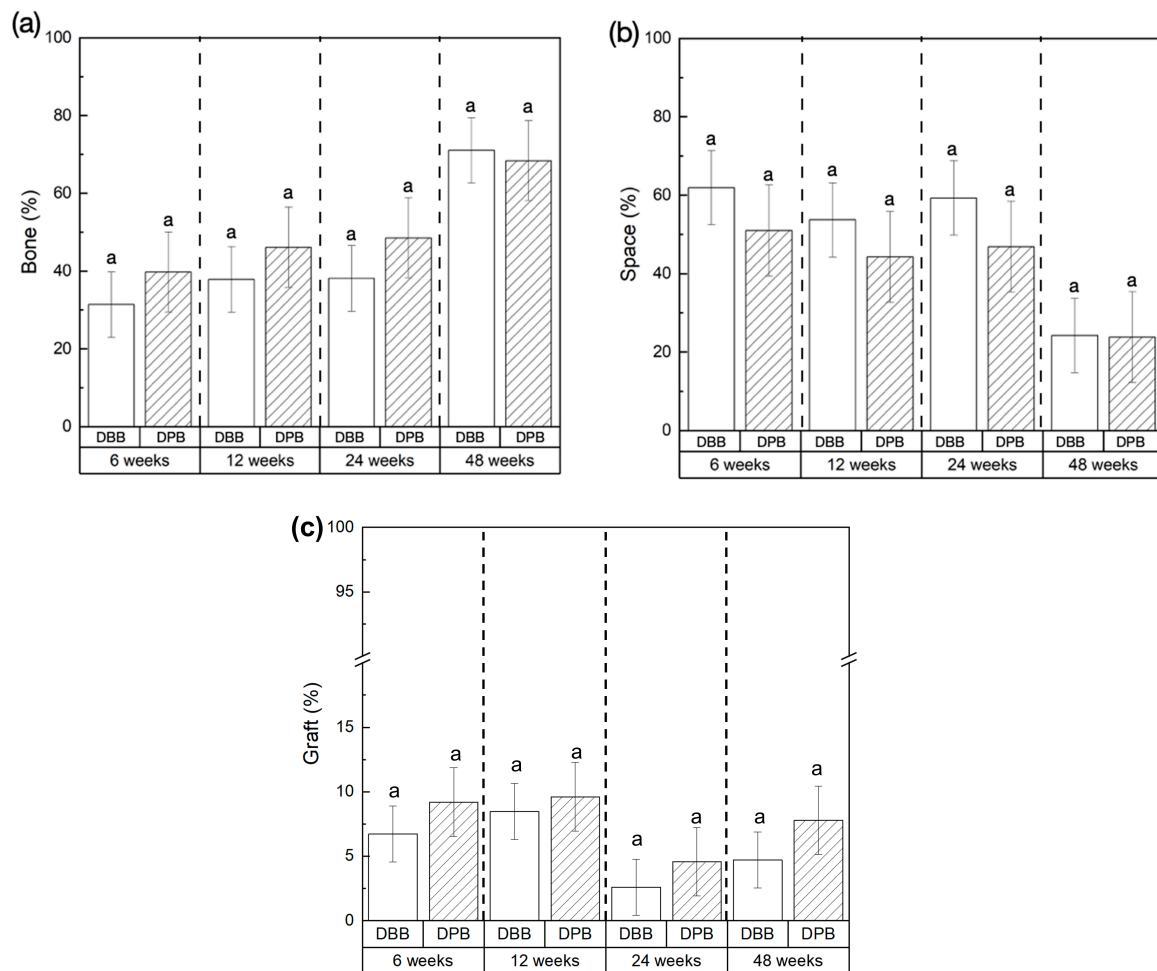 (a)
100
80
60
40
20
0
Bone (%)
a a a a a a a a
DBB DPB DBB DPB DBB DPB DBB DPB
6 weeks 12 weeks 24 weeks 48 weeks
(b)
100
80
60
40
20
0
Space (%)
a a a a a a a a
DBB DPB DBB DPB DBB DPB DBB DPB
6 weeks 12 weeks 24 weeks 48 weeks
(c)
100
95
15
10
5
0
Graft (%)
a a a a a a a a
DBB DPB DBB DPB DBB DPB DBB DPB
6 weeks 12 weeks 24 weeks 48 weeks